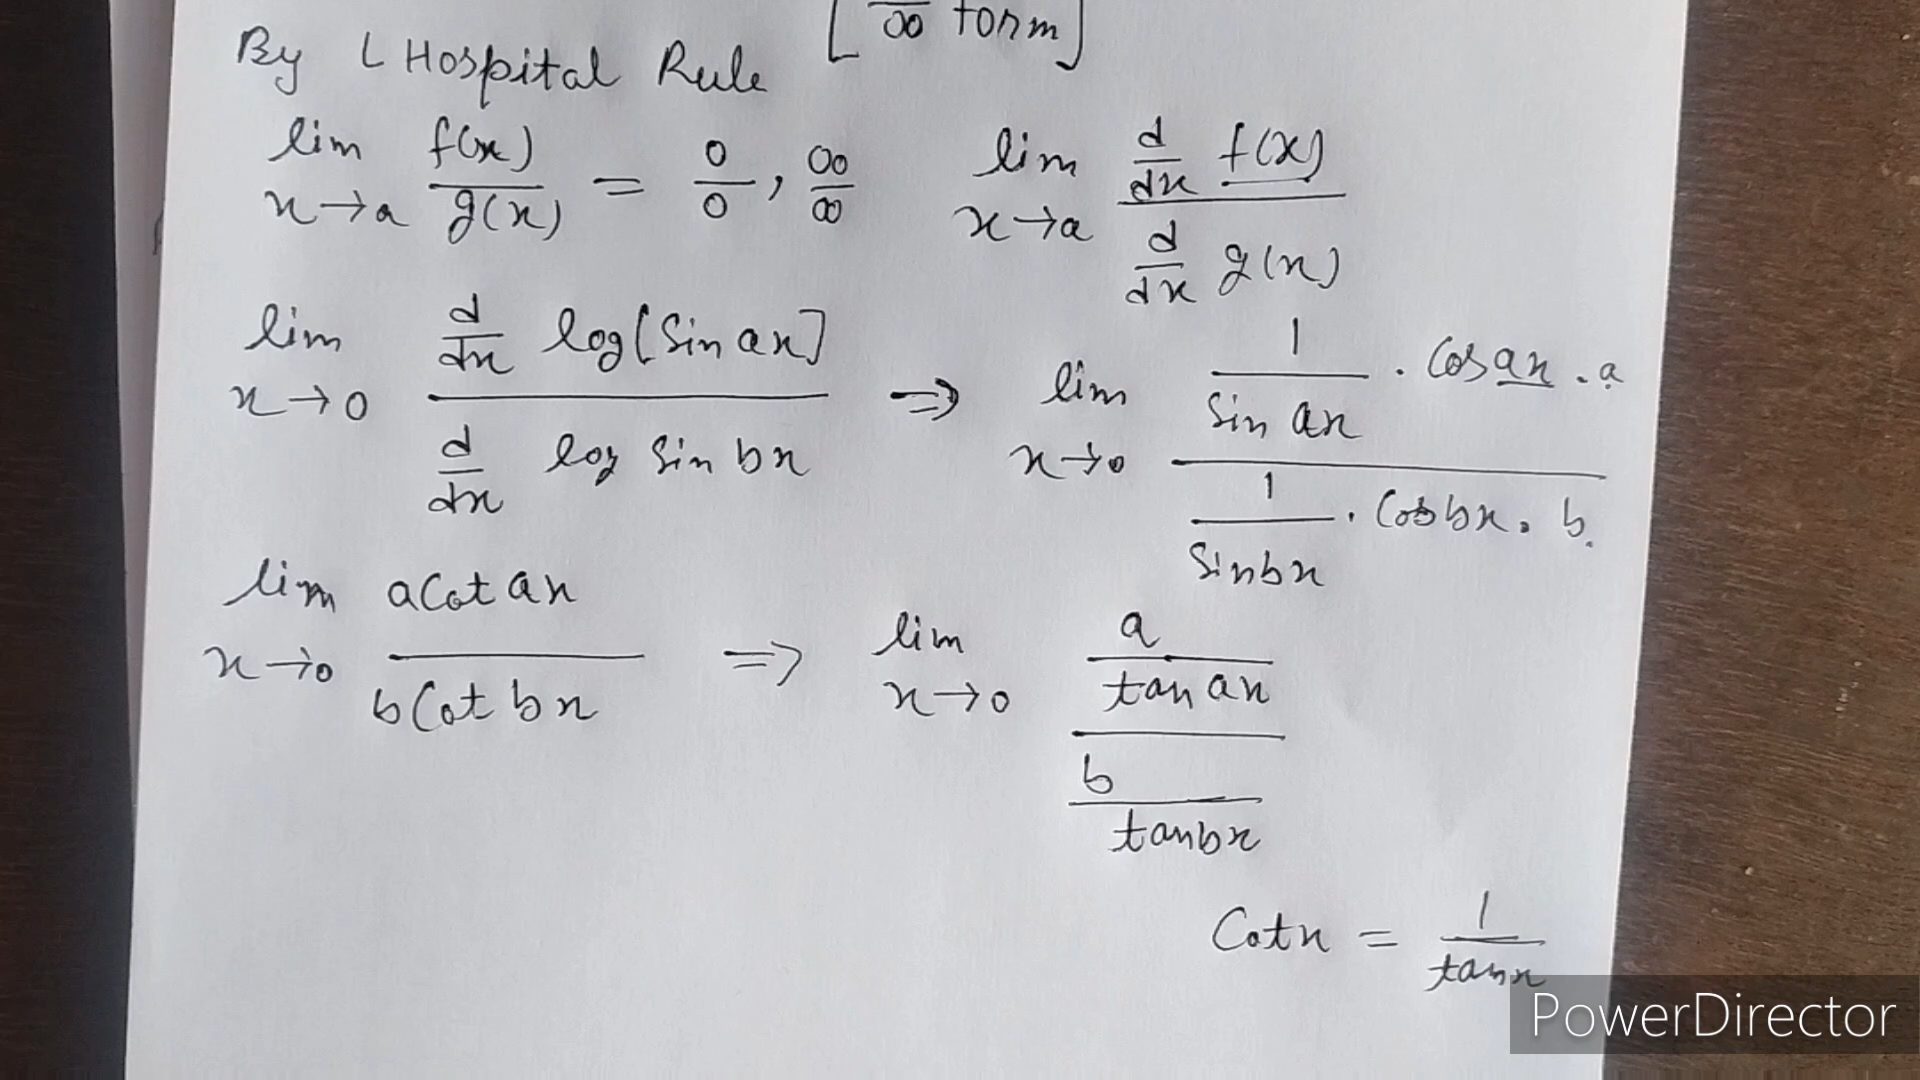 [ ∞ form]
By L Hospital Rule
lim x→a f(x)/g(x) = 0/0, ∞/∞ lim x→a d/dx f(x) / d/dx g(x)
lim x→0 d/dx log[Sin ax] / d/dx log Sin bx ⇒ lim x→0 1/Sin ax . Cos ax . a / 1/Sin bx . Cos bx . b.
lim x→0 a Cot ax / b Cot bx ⇒ lim x→0 a/tan ax / b/tan bx
Cot x = 1/tan x
PowerDirector